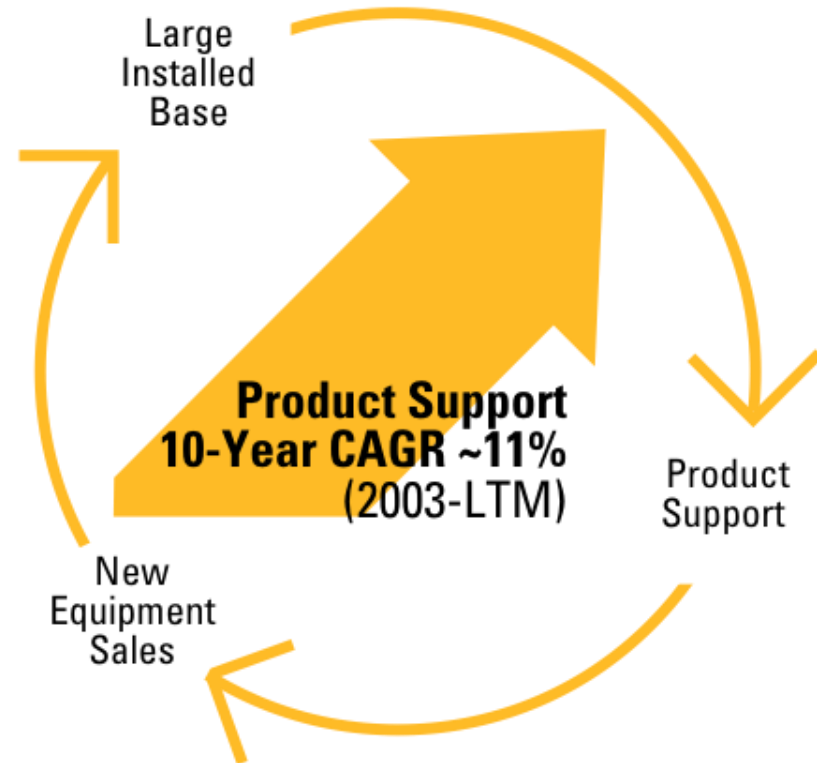 Large
Installed
Base
Product Support
10-Year CAGR ~11%
(2003-LTM)
Product
Support
New
Equipment
Sales